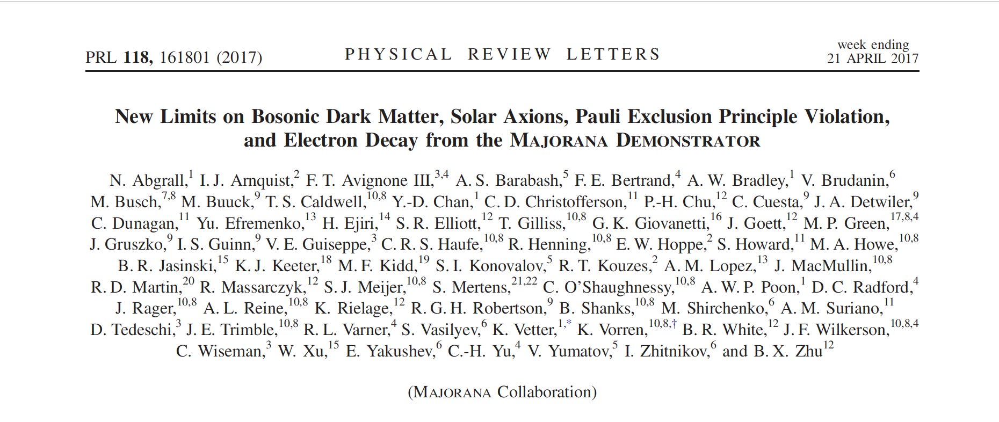 PRL 118, 161801 (2017)
PHYSICAL REVIEW LETTERS
week ending
21 APRIL 2017
New Limits on Bosonic Dark Matter, Solar Axions, Pauli Exclusion Principle Violation,
and Electron Decay from the MAJORANA DEMONSTRATOR
N. Abgrall,1 I. J. Arnquist,2 F. T. Avignone III,3,4 A. S. Barabash,5 F. E. Bertrand,4 A. W. Bradley,1 V. Brudanin,6
M. Busch,7,8 M. Buuck,9 T. S. Caldwell,10,8 Y.-D. Chan,1 C. D. Christofferson,11 P.-H. Chu,12 C. Cuesta,9 J. A. Detwiler,9
C. Dunagan,11 Yu. Efremenko,13 H. Ejiri,14 S. R. Elliott,12 T. Gilliss,10,8 G. K. Giovanetti,16 J. Goett,12 M. P. Green,17,8,4
J. Gruszko,9 I. S. Guinn,9 V. E. Guiseppe,3 C. R. S. Haufe,10,8 R. Henning,10,8 E. W. Hoppe,2 S. Howard,11 M. A. Howe,10,8
B. R. Jasinski,15 K. J. Keeter,18 M. F. Kidd,19 S. I. Konovalov,5 R. T. Kouzes,2 A. M. Lopez,13 J. MacMullin,10,8
R. D. Martin,20 R. Massarczyk,12 S. J. Meijer,10,8 S. Mertens,21,22 C. O'Shaughnessy,10,8 A. W. P. Poon,1 D. C. Radford,4
J. Rager,10,8 A. L. Reine,10,8 K. Rielage,12 R. G. H. Robertson,9 B. Shanks,10,8 M. Shirchenko,6 A. M. Suriano,11
D. Tedeschi,3 J. E. Trimble,10,8 R. L. Varner,4 S. Vasilyev,6 K. Vetter,1,* K. Vorren,10,8,† B. R. White,12 J. F. Wilkerson,10,8,4
C. Wiseman,3 W. Xu,15 E. Yakushev,6 C.-H. Yu,4 V. Yumatov,5 I. Zhitnikov,6 and B. X. Zhu12
(MAJORANA Collaboration)